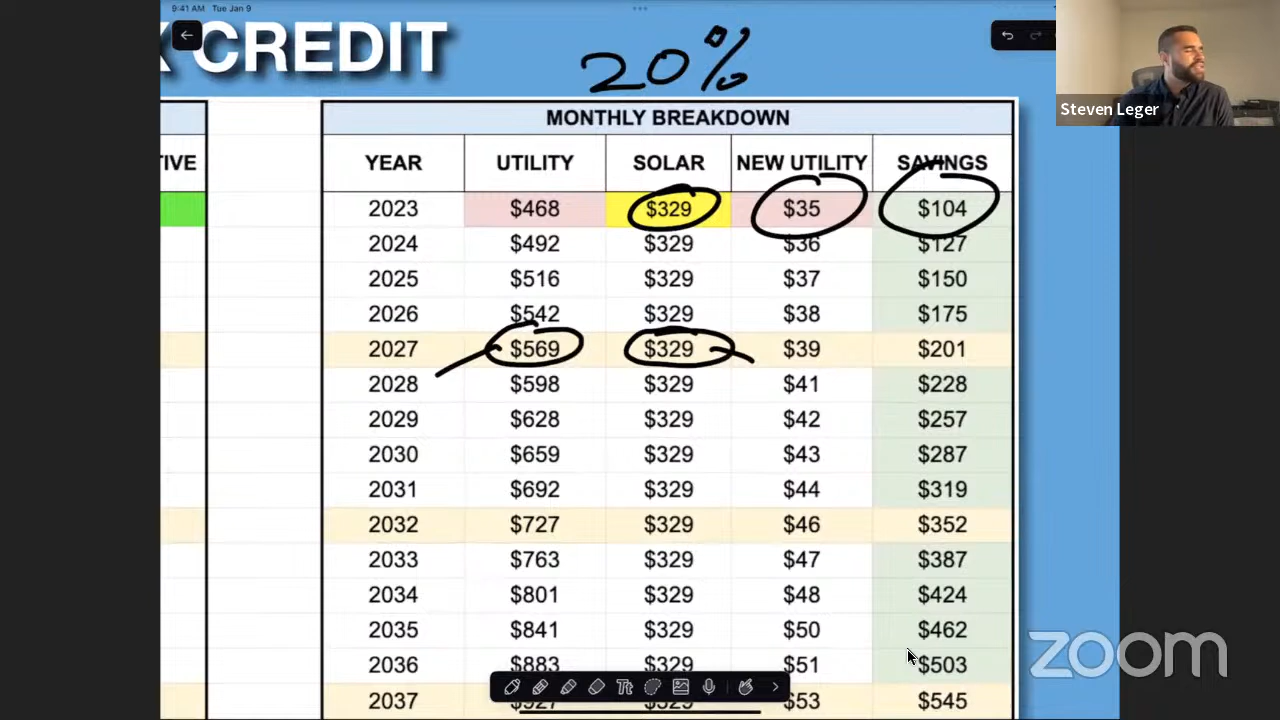 9:41 AM Tue Jan 9
CREDIT
20%
Steven Leger
MONTHLY BREAKDOWN
TIVE YEAR UTILITY SOLAR NEW UTILITY SAVINGS
2023 $468 $329 $35 $104
2024 $492 $329 $36 $127
2025 $516 $329 $37 $150
2026 $542 $329 $38 $175
2027 $569 $329 $39 $201
2028 $598 $329 $41 $228
2029 $628 $329 $42 $257
2030 $659 $329 $43 $287
2031 $692 $329 $44 $319
2032 $727 $329 $46 $352
2033 $763 $329 $47 $387
2034 $801 $329 $48 $424
2035 $841 $329 $50 $462
2036 $883 $329 $51 $503
2037 $927 $329 $53 $545
Tt
zoom